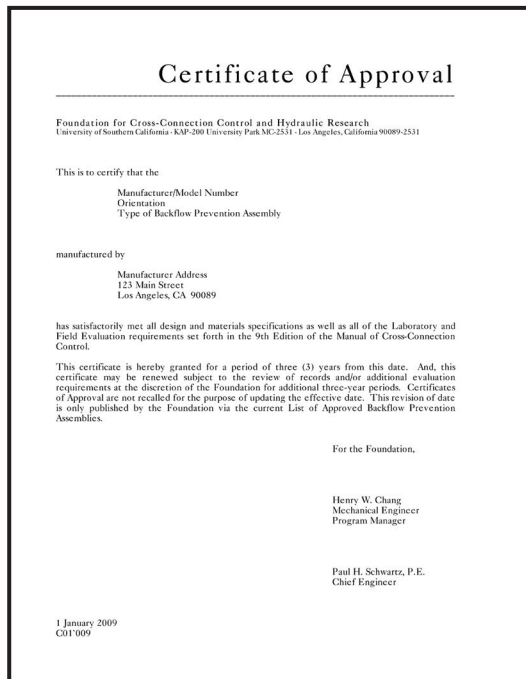 Certificate of Approval
Foundation for Cross-Connection Control and Hydraulic Research
University of Southern California - KAP-200 University Park MC-2531 - Los Angeles, California 90089-2531
This is to certify that the
Manufacturer/Model Number
Orientation
Type of Backflow Prevention Assembly
manufactured by
Manufacturer Address
123 Main Street
Los Angeles, CA 90089
has satisfactorily met all design and materials specifications as well as all of the Laboratory and
Field Evaluation requirements set forth in the 9th Edition of the Manual of Cross-Connection
Control.
This certificate is hereby granted for a period of three (3) years from this date. And, this
certificate may be renewed subject to the review of records and/or additional evaluation
requirements at the discretion of the Foundation for additional three-year periods. Certificates
of Approval are not recalled for the purpose of updating the effective date. This revision of date
is only published by the Foundation via the current List of Approved Backflow Prevention
Assemblies.
For the Foundation,
Henry W. Chang
Mechanical Engineer
Program Manager
Paul H. Schwartz, P.E.
Chief Engineer
1 January 2009
C01'009